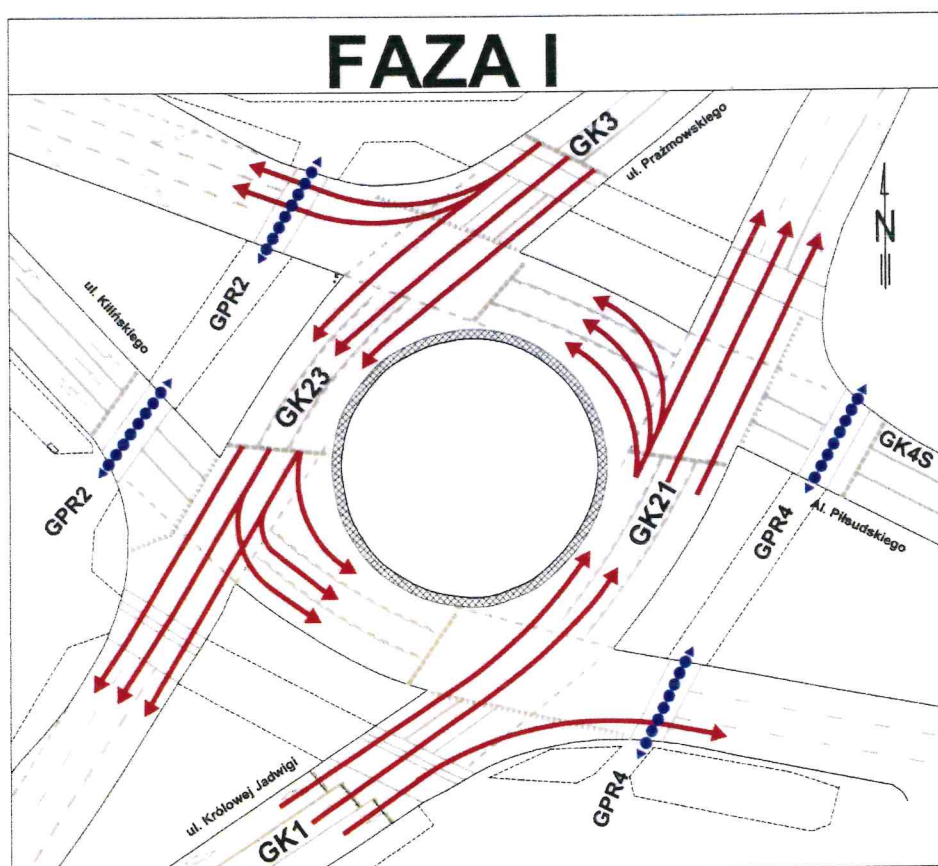 FAZA I
GK3
ul. Prażmowskiego
N
GPR2
ul. Kilińskiego
GK23
GPR2
GK4S
GK21
GPR4
Al. Piłsudskiego
GPR4
ul. Królowej Jadwigi
GK1